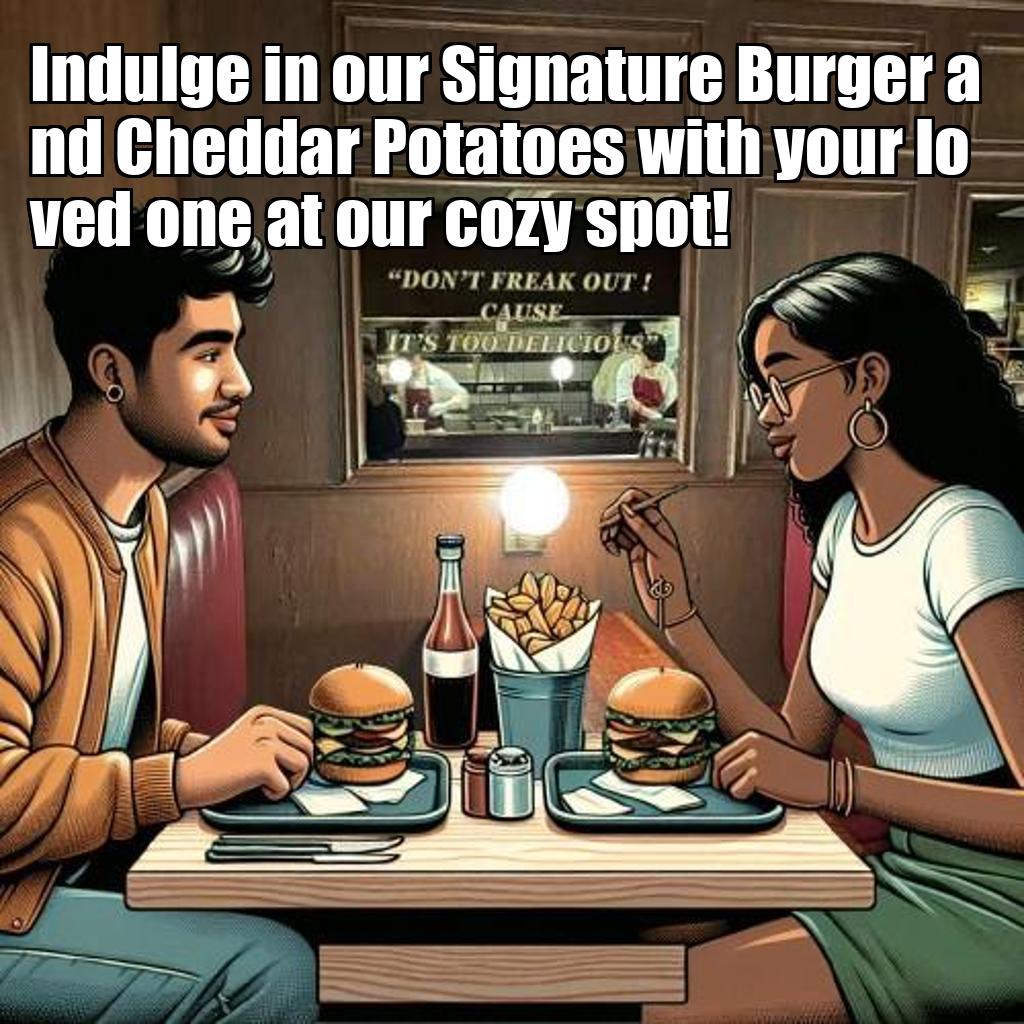 Indulge in our Signature Burger a
nd Cheddar Potatoes with your lo
ved one at our cozy spot!
“DON’T FREAK OUT !
CAUSE
IT’S TOO DELICIOUS”